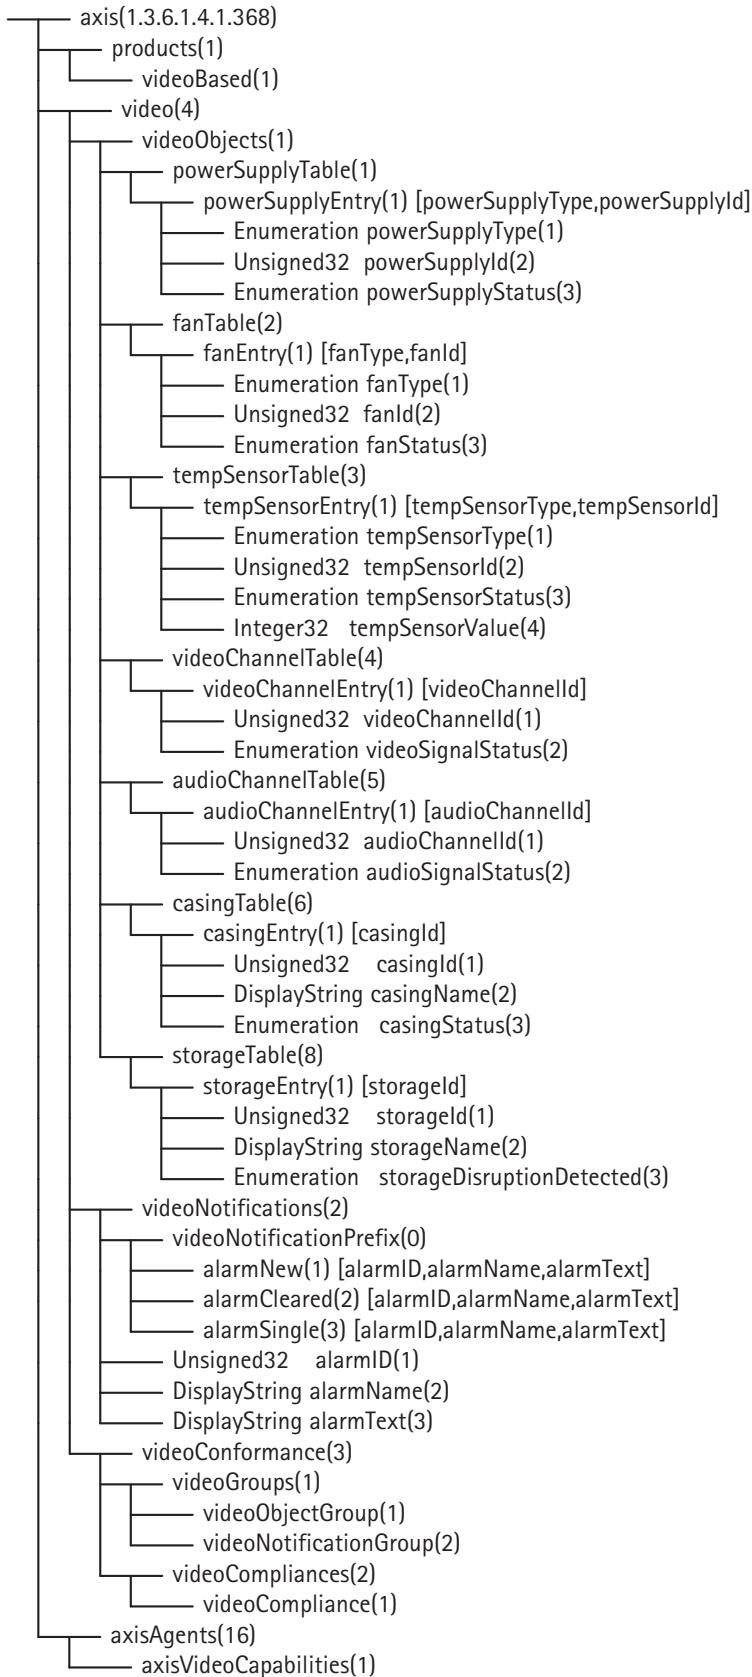 axis(1.3.6.1.4.1.368)
products(1)
videoBased(1)
video(4)
videoObjects(1)
powerSupplyTable(1)
powerSupplyEntry(1) [powerSupplyType,powerSupplyId]
Enumeration powerSupplyType(1)
Unsigned32 powerSupplyId(2)
Enumeration powerSupplyStatus(3)
fanTable(2)
fanEntry(1) [fanType,fanId]
Enumeration fanType(1)
Unsigned32 fanId(2)
Enumeration fanStatus(3)
tempSensorTable(3)
tempSensorEntry(1) [tempSensorType,tempSensorId]
Enumeration tempSensorType(1)
Unsigned32 tempSensorId(2)
Enumeration tempSensorStatus(3)
Integer32 tempSensorValue(4)
videoChannelTable(4)
videoChannelEntry(1) [videoChannelId]
Unsigned32 videoChannelId(1)
Enumeration videoSignalStatus(2)
audioChannelTable(5)
audioChannelEntry(1) [audioChannelId]
Unsigned32 audioChannelId(1)
Enumeration audioSignalStatus(2)
casingTable(6)
casingEntry(1) [casingId]
Unsigned32 casingId(1)
DisplayString casingName(2)
Enumeration casingStatus(3)
storageTable(8)
storageEntry(1) [storageId]
Unsigned32 storageId(1)
DisplayString storageName(2)
Enumeration storageDisruptionDetected(3)
videoNotifications(2)
videoNotificationPrefix(0)
alarmNew(1) [alarmID,alarmName,alarmText]
alarmCleared(2) [alarmID,alarmName,alarmText]
alarmSingle(3) [alarmID,alarmName,alarmText]
Unsigned32 alarmID(1)
DisplayString alarmName(2)
DisplayString alarmText(3)
videoConformance(3)
videoGroups(1)
videoObjectGroup(1)
videoNotificationGroup(2)
videoCompliances(2)
videoCompliance(1)
axisAgents(16)
axisVideoCapabilities(1)